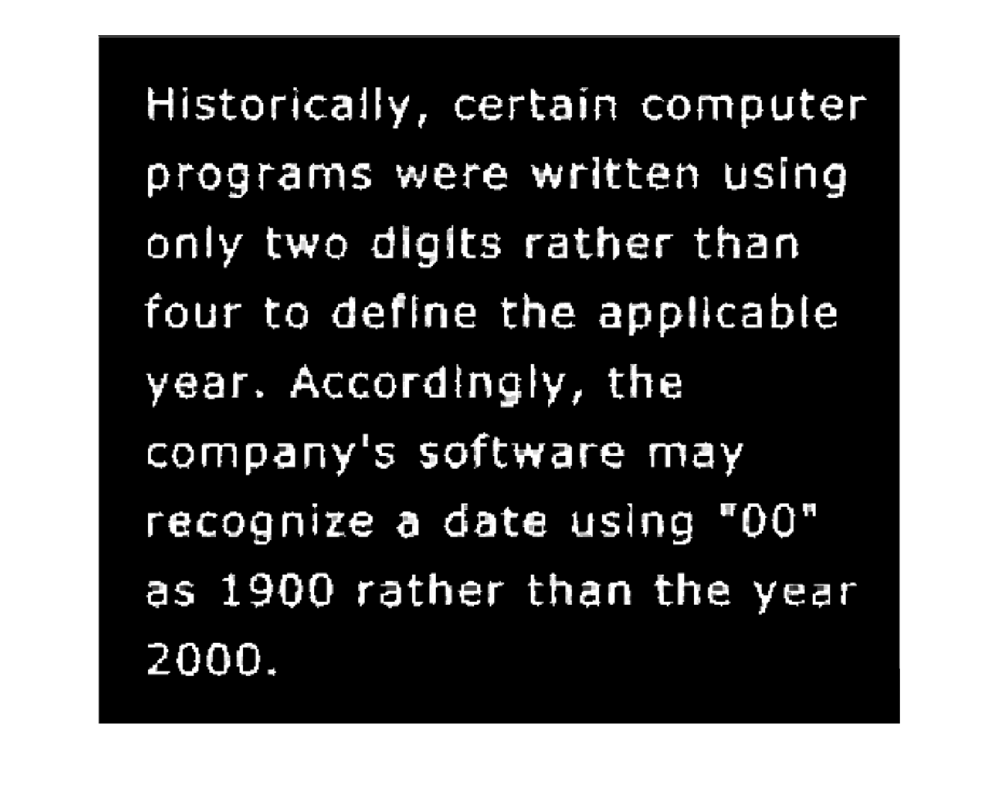 Historically, certain computer
programs were written using
only two digits rather than
four to define the applicable
year. Accordingly, the
company's software may
recognize a date using "00"
as 1900 rather than the year
2000.